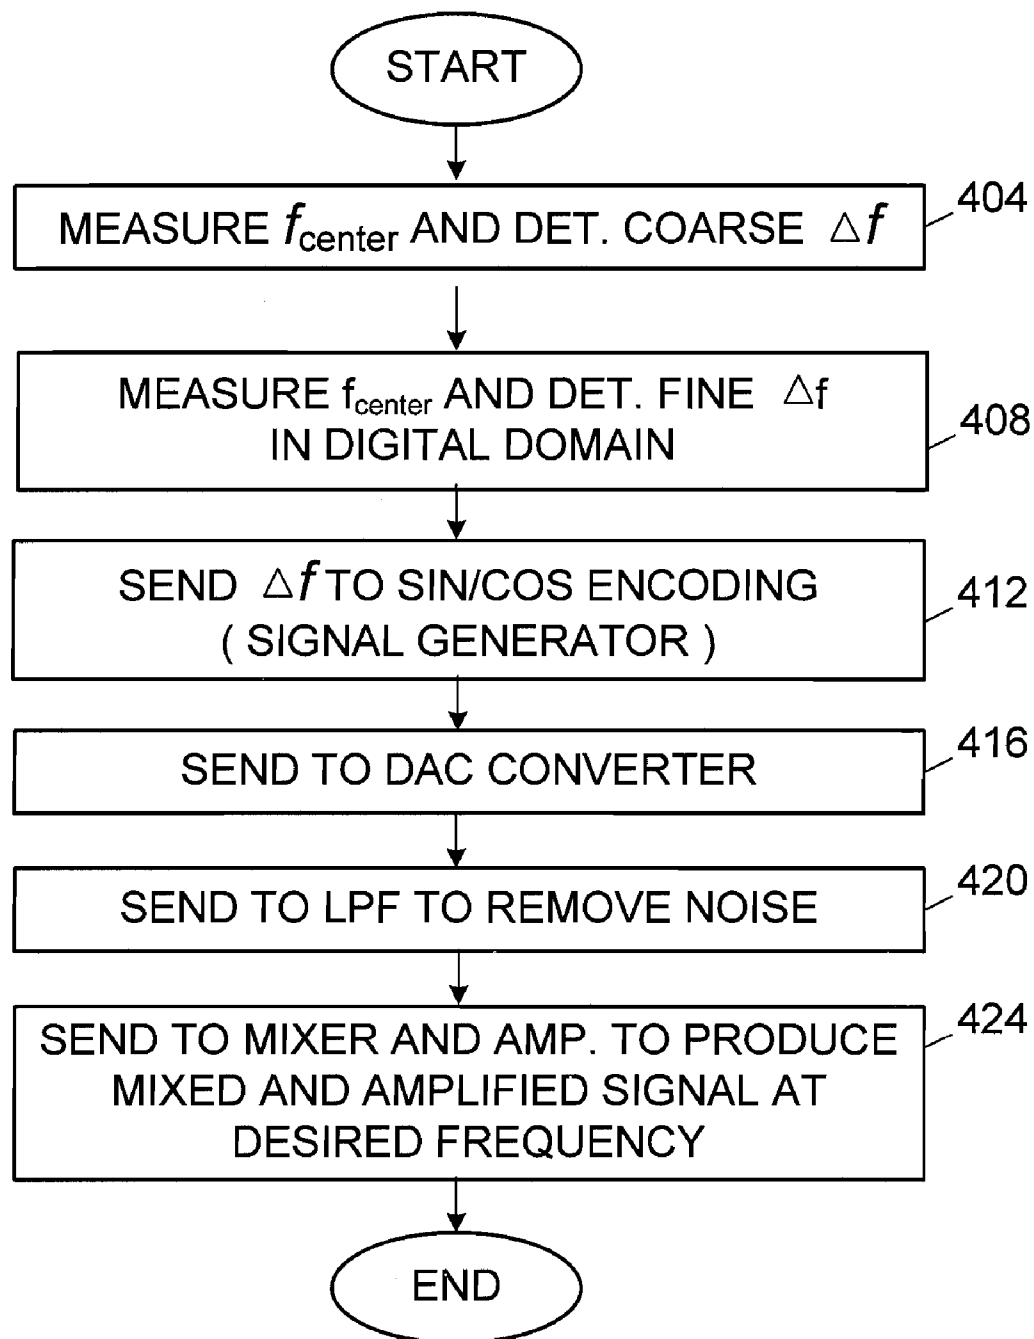 START
MEASURE fcenter AND DET. COARSE △f
404
MEASURE fcenter AND DET. FINE △f
IN DIGITAL DOMAIN
408
SEND △f TO SIN/COS ENCODING
( SIGNAL GENERATOR )
412
SEND TO DAC CONVERTER
416
SEND TO LPF TO REMOVE NOISE
420
SEND TO MIXER AND AMP. TO PRODUCE
MIXED AND AMPLIFIED SIGNAL AT
DESIRED FREQUENCY
424
END